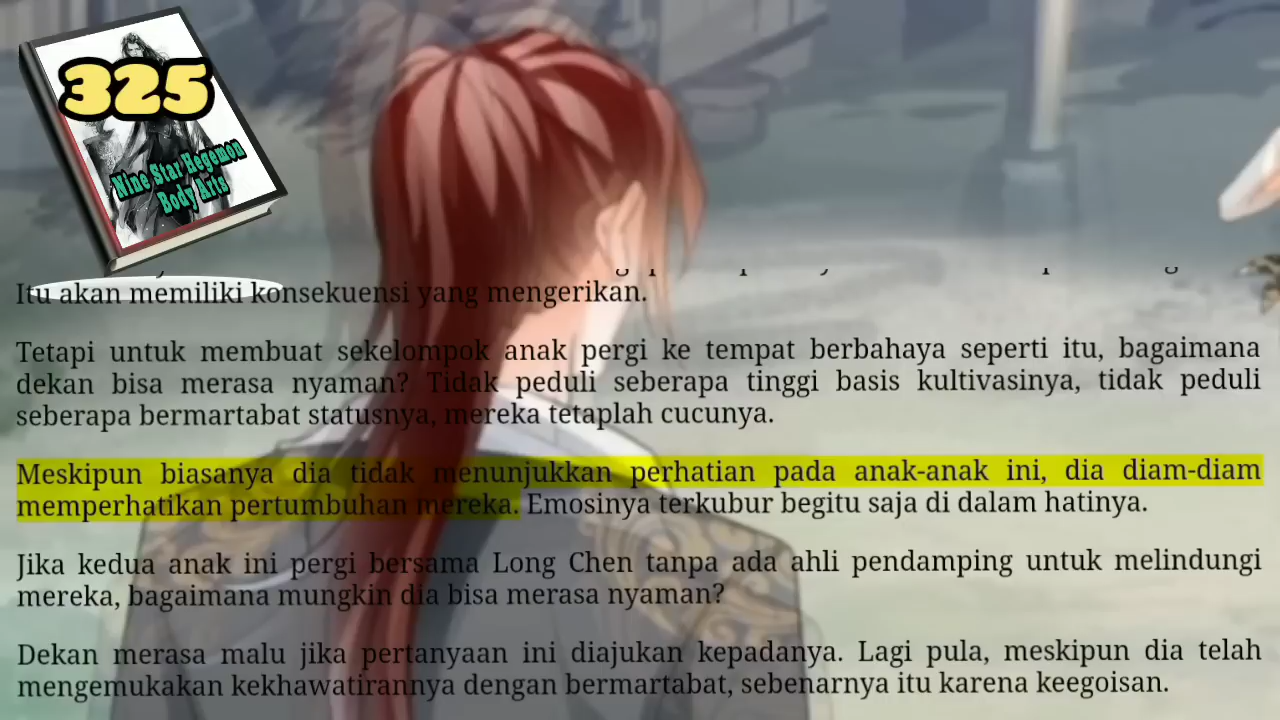 325
Nine Star Hegemon
Body Arts
Itu akan memiliki konsekuensi yang mengerikan.
Tetapi untuk membuat sekelompok anak pergi ke tempat berbahaya seperti itu, bagaimana
dekan bisa merasa nyaman? Tidak peduli seberapa tinggi basis kultivasinya, tidak peduli
seberapa bermartabat statusnya, mereka tetaplah cucunya.
Meskipun biasanya dia tidak menunjukkan perhatian pada anak-anak ini, dia diam-diam
memperhatikan pertumbuhan mereka. Emosinya terkubur begitu saja di dalam hatinya.
Jika kedua anak ini pergi bersama Long Chen tanpa ada ahli pendamping untuk melindungi
mereka, bagaimana mungkin dia bisa merasa nyaman?
Dekan merasa malu jika pertanyaan ini diajukan kepadanya. Lagi pula, meskipun dia telah
mengemukakan kekhawatirannya dengan bermartabat, sebenarnya itu karena keegoisan.